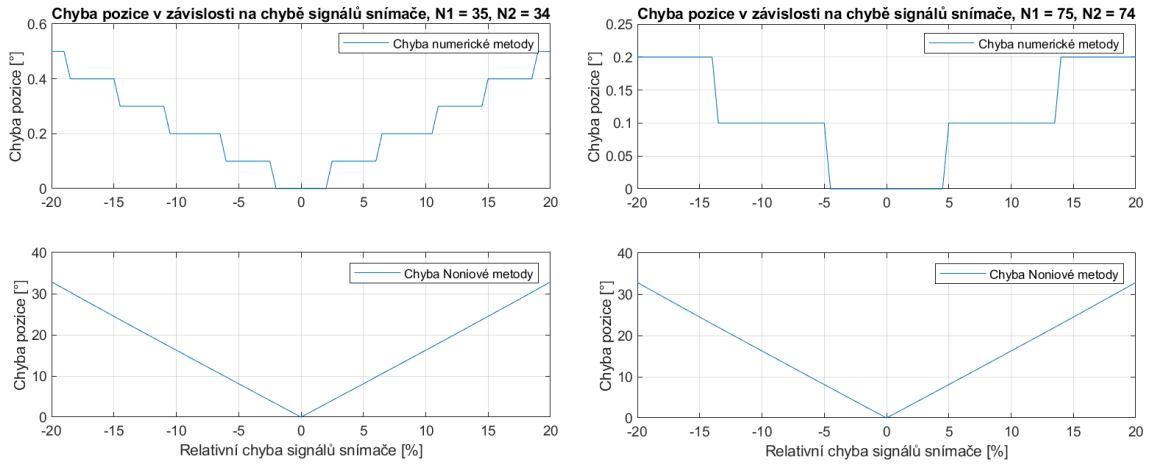 Chyba pozice v závislosti na chybě signálů snímače, N1 = 35, N2 = 34
Chyba numerické metody
Chyba pozice [°]
0.6
0.4
0.2
0
-20 -15 -10 -5 0 5 10 15 20
Chyba Noniové metody
Chyba pozice [°]
40
30
20
10
0
-20 -15 -10 -5 0 5 10 15 20
Relativní chyba signálů snímače [%]
Chyba pozice v závislosti na chybě signálů snímače, N1 = 75, N2 = 74
Chyba numerické metody
Chyba pozice [°]
0.25
0.2
0.15
0.1
0.05
0
-20 -15 -10 -5 0 5 10 15 20
Chyba Noniové metody
Chyba pozice [°]
40
30
20
10
0
-20 -15 -10 -5 0 5 10 15 20
Relativní chyba signálů snímače [%]